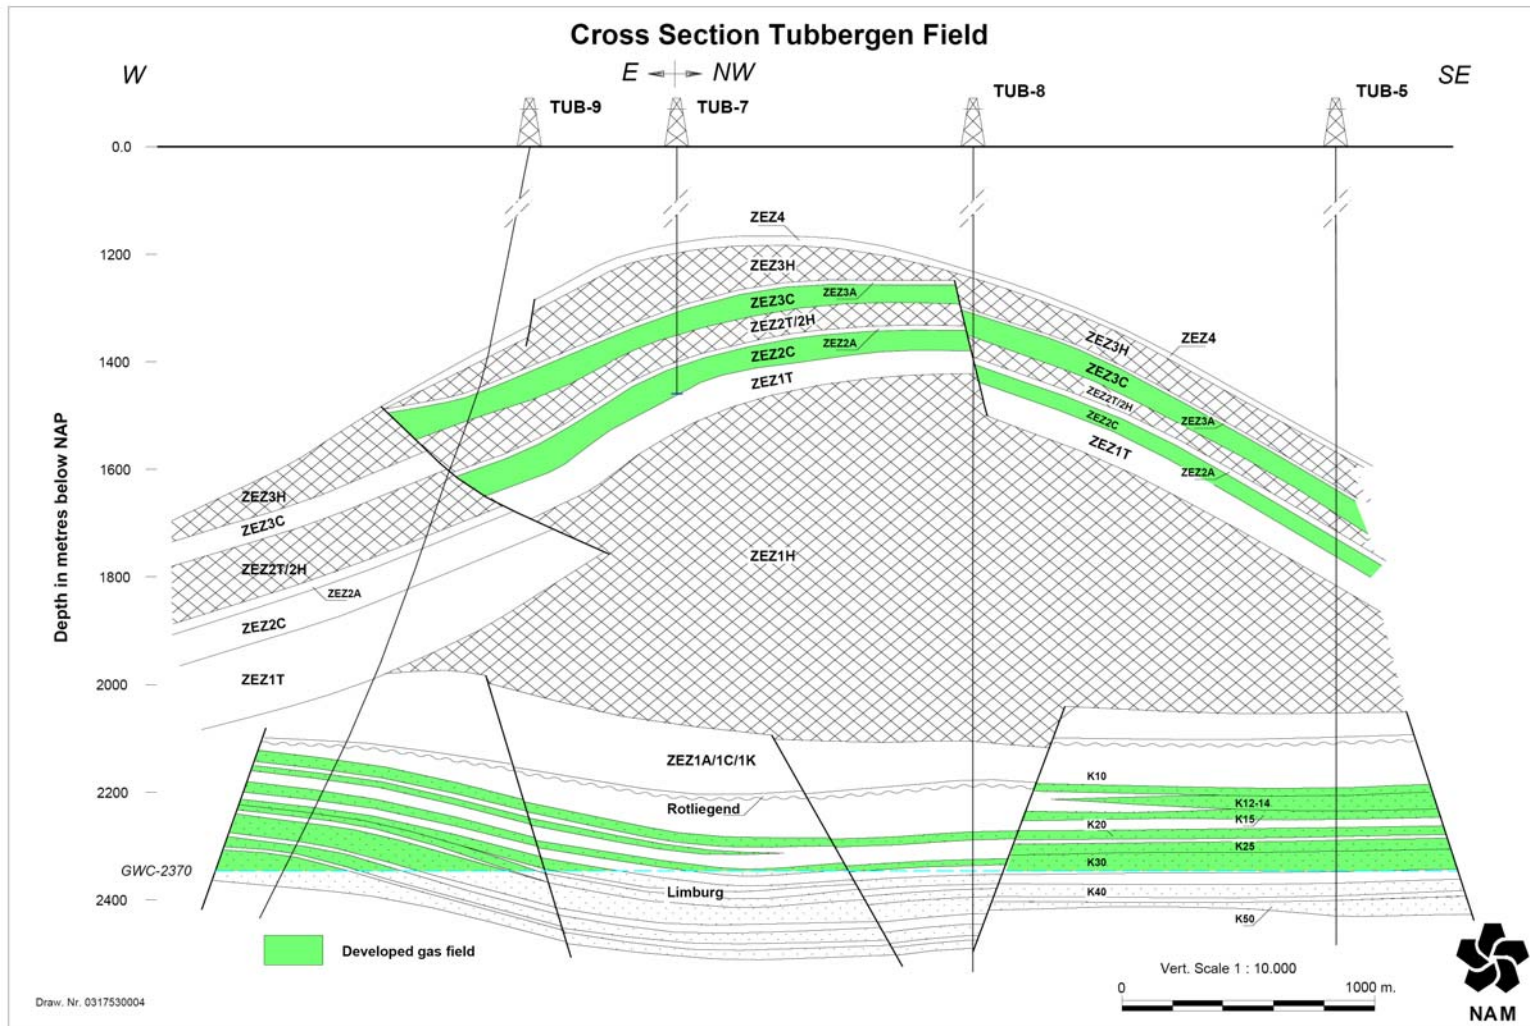 Cross Section Tubbergen Field
W
E
NW
SE
TUB-9
TUB-7
TUB-8
TUB-5
0.0
1200
1400
1600
1800
2000
2200
GWC-2370
2400
Depth in metres below NAP
ZEZ4
ZEZ3H
ZEZ3A
ZEZ3C
ZEZ2T/2H
ZEZ2A
ZEZ2C
ZEZ1T
ZEZ3H
ZEZ4
ZEZ3C
ZEZ2T/2H
ZEZ3A
ZEZ2C
ZEZ1T
ZEZ2A
ZEZ3H
ZEZ3C
ZEZ2T/2H
ZEZ2A
ZEZ2C
ZEZ1T
ZEZ1H
ZEZ1A/1C/1K
Rotliegend
Limburg
K10
K12-14
K15
K20
K25
K30
K40
K50
Developed gas field
Vert. Scale 1 : 10.000
0
1000 m.
NAM
Draw. Nr. 0317530004